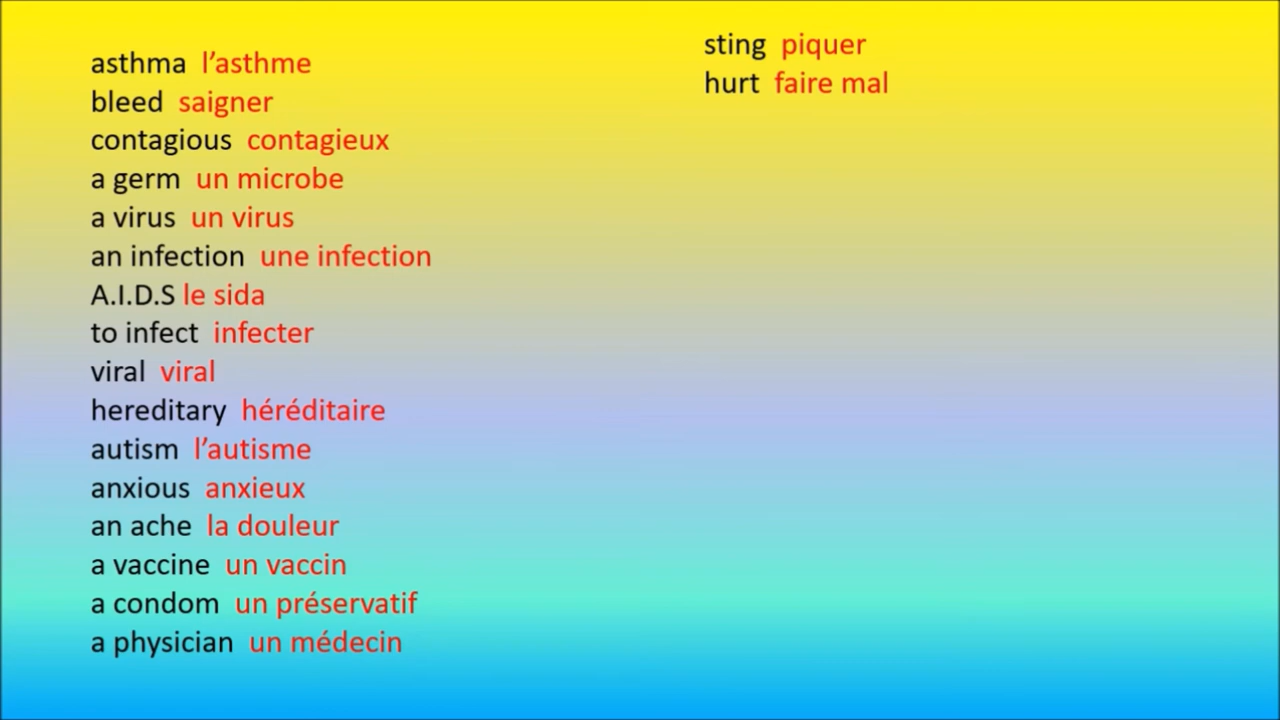 asthma l’asthme
bleed saigner
contagious contagieux
a germ un microbe
a virus un virus
an infection une infection
A.I.D.S le sida
to infect infecter
viral viral
hereditary héréditaire
autism l’autisme
anxious anxieux
an ache la douleur
a vaccine un vaccin
a condom un préservatif
a physician un médecin
sting piquer
hurt faire mal